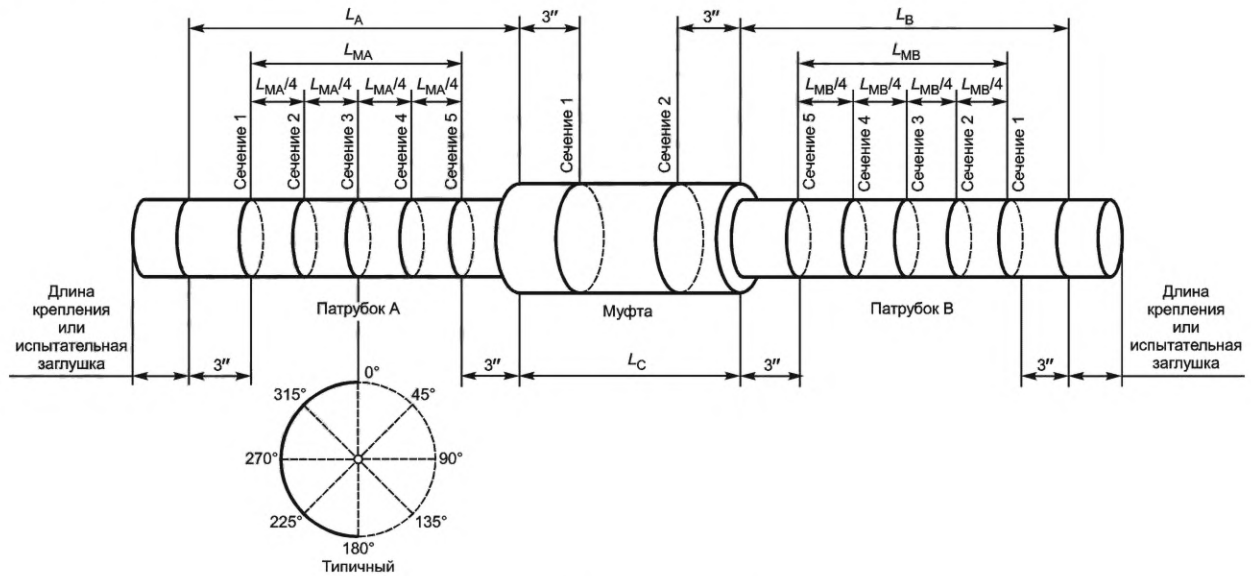 L_A
3″
3″
L_B
L_MA
L_MB
L_MA/4
L_MA/4
L_MA/4
L_MA/4
L_MB/4
L_MB/4
L_MB/4
L_MB/4
Сечение 1
Сечение 2
Сечение 3
Сечение 4
Сечение 5
Сечение 1
Сечение 2
Сечение 5
Сечение 4
Сечение 3
Сечение 2
Сечение 1
Длина
крепления
или
испытательная
заглушка
Патрубок A
Муфта
Патрубок B
Длина
крепления
или
испытательная
заглушка
3″
3″
L_C
3″
3″
0°
45°
90°
135°
180°
225°
270°
315°
Типичный